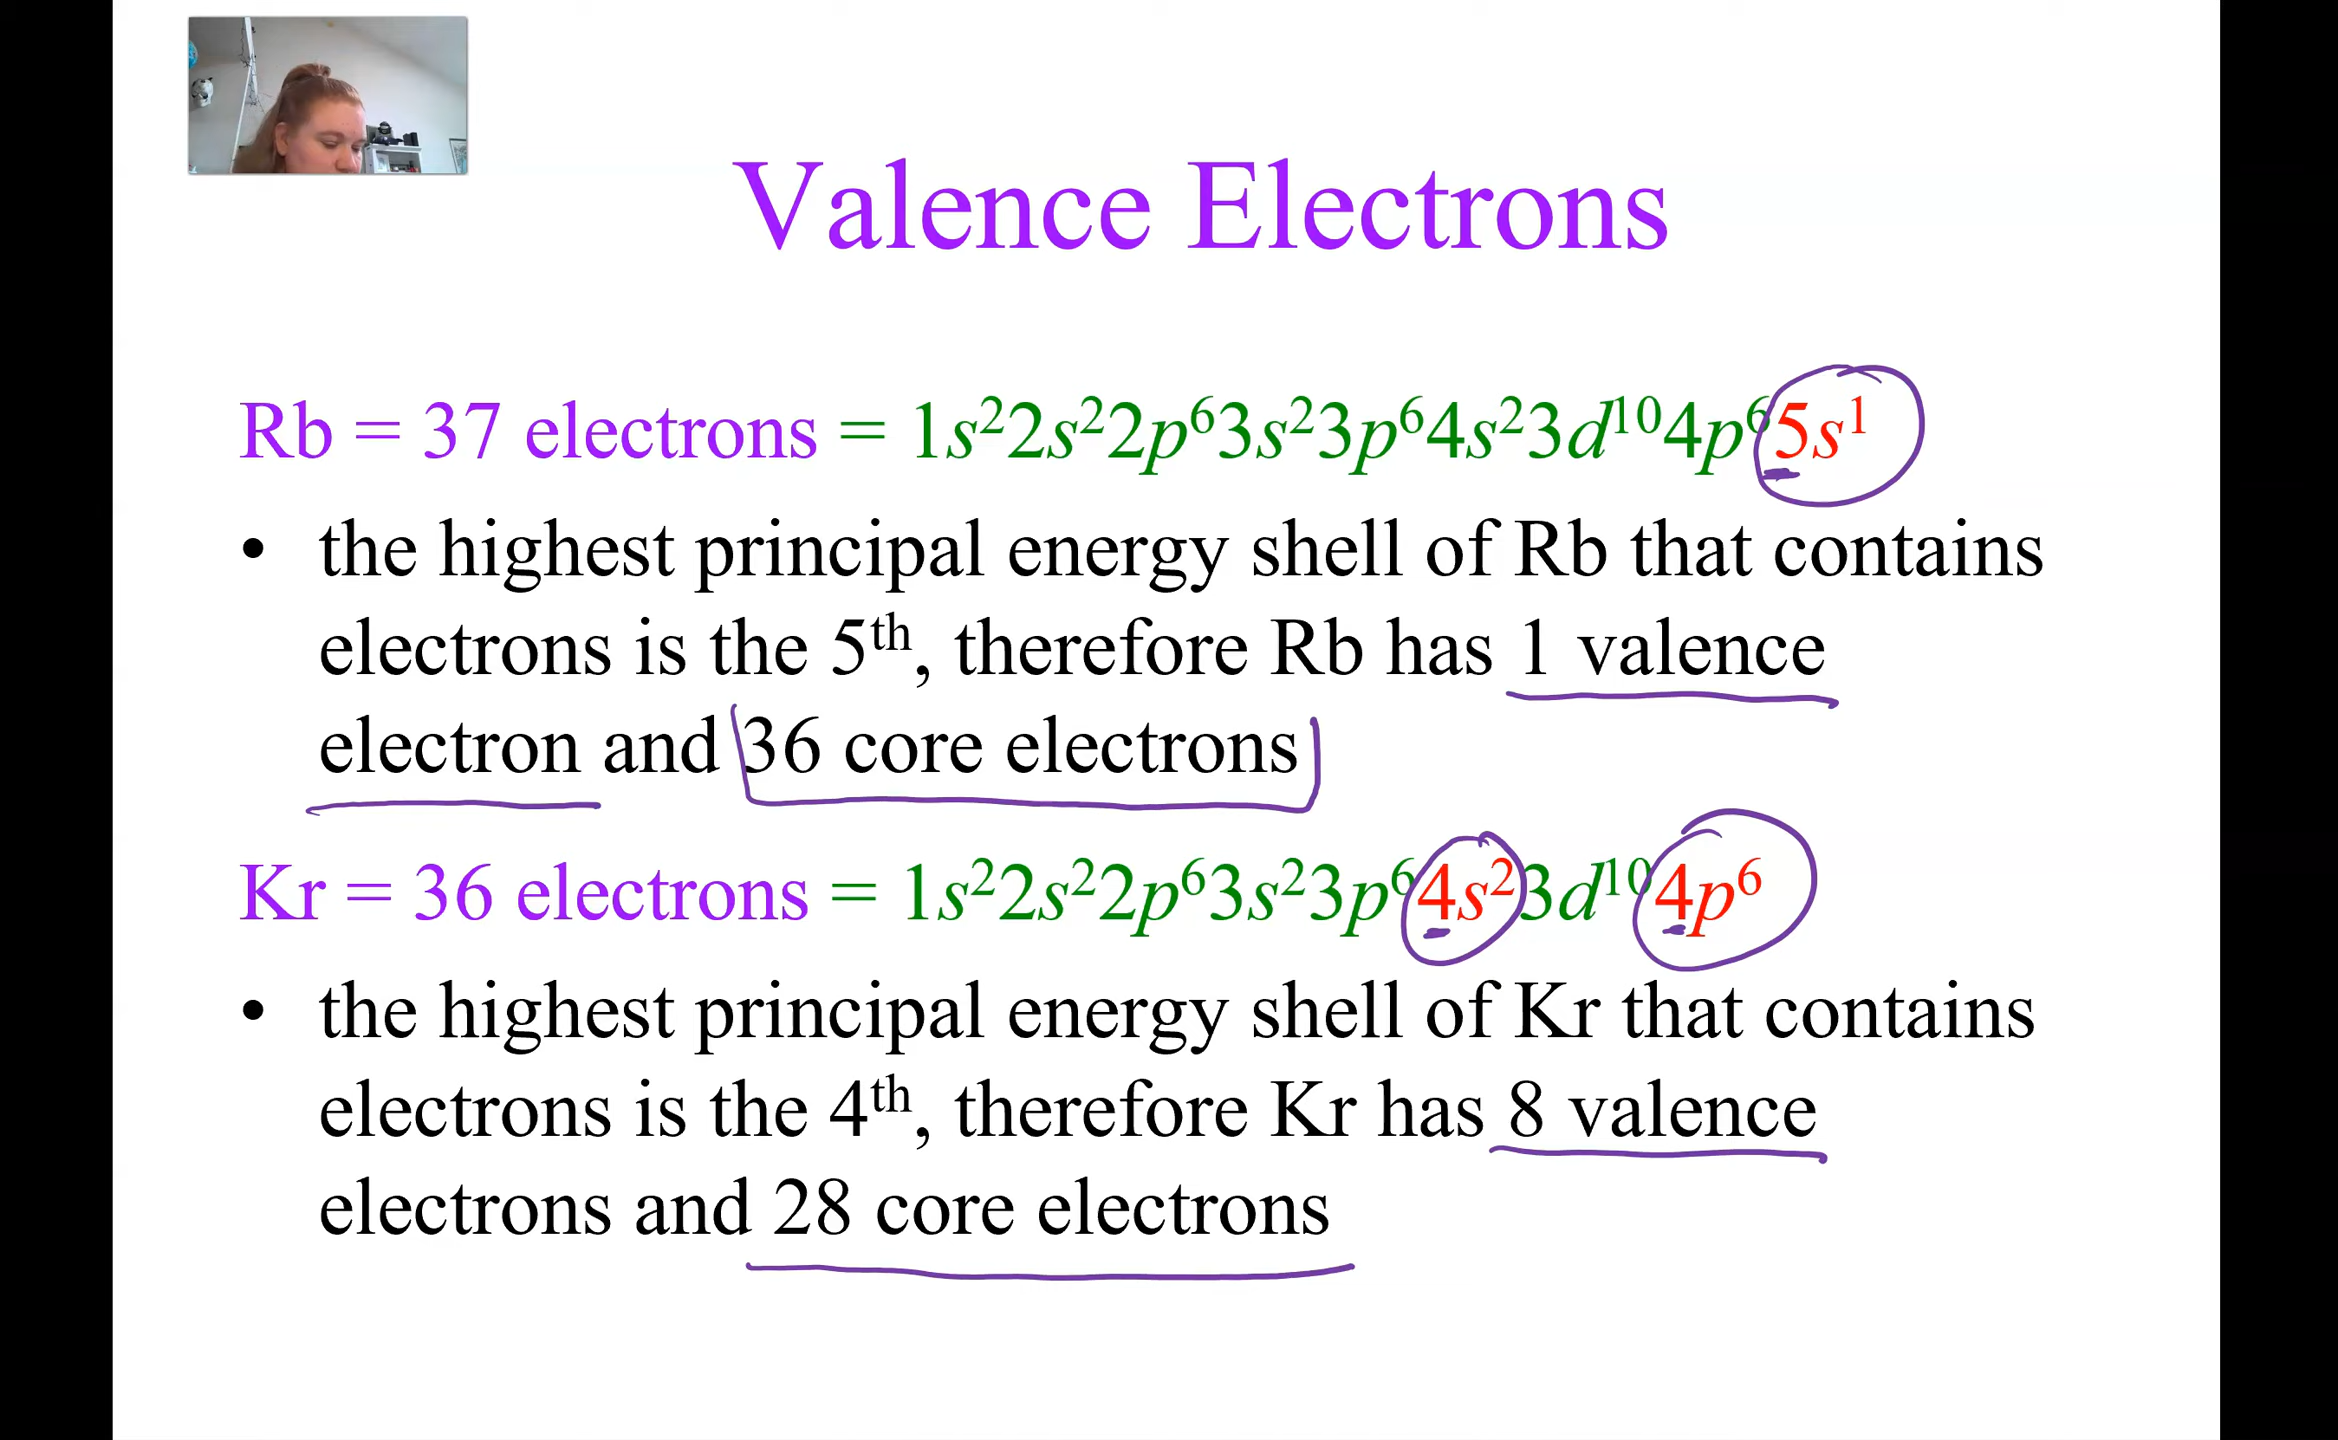 Valence Electrons
Rb = 37 electrons = 1s²2s²2p⁶3s²3p⁶4s²3d¹⁰4p⁶5s¹
• the highest principal energy shell of Rb that contains
electrons is the 5ᵗʰ, therefore Rb has 1 valence
electron and 36 core electrons
Kr = 36 electrons = 1s²2s²2p⁶3s²3p⁶4s²3d¹⁰4p⁶
• the highest principal energy shell of Kr that contains
electrons is the 4ᵗʰ, therefore Kr has 8 valence
electrons and 28 core electrons